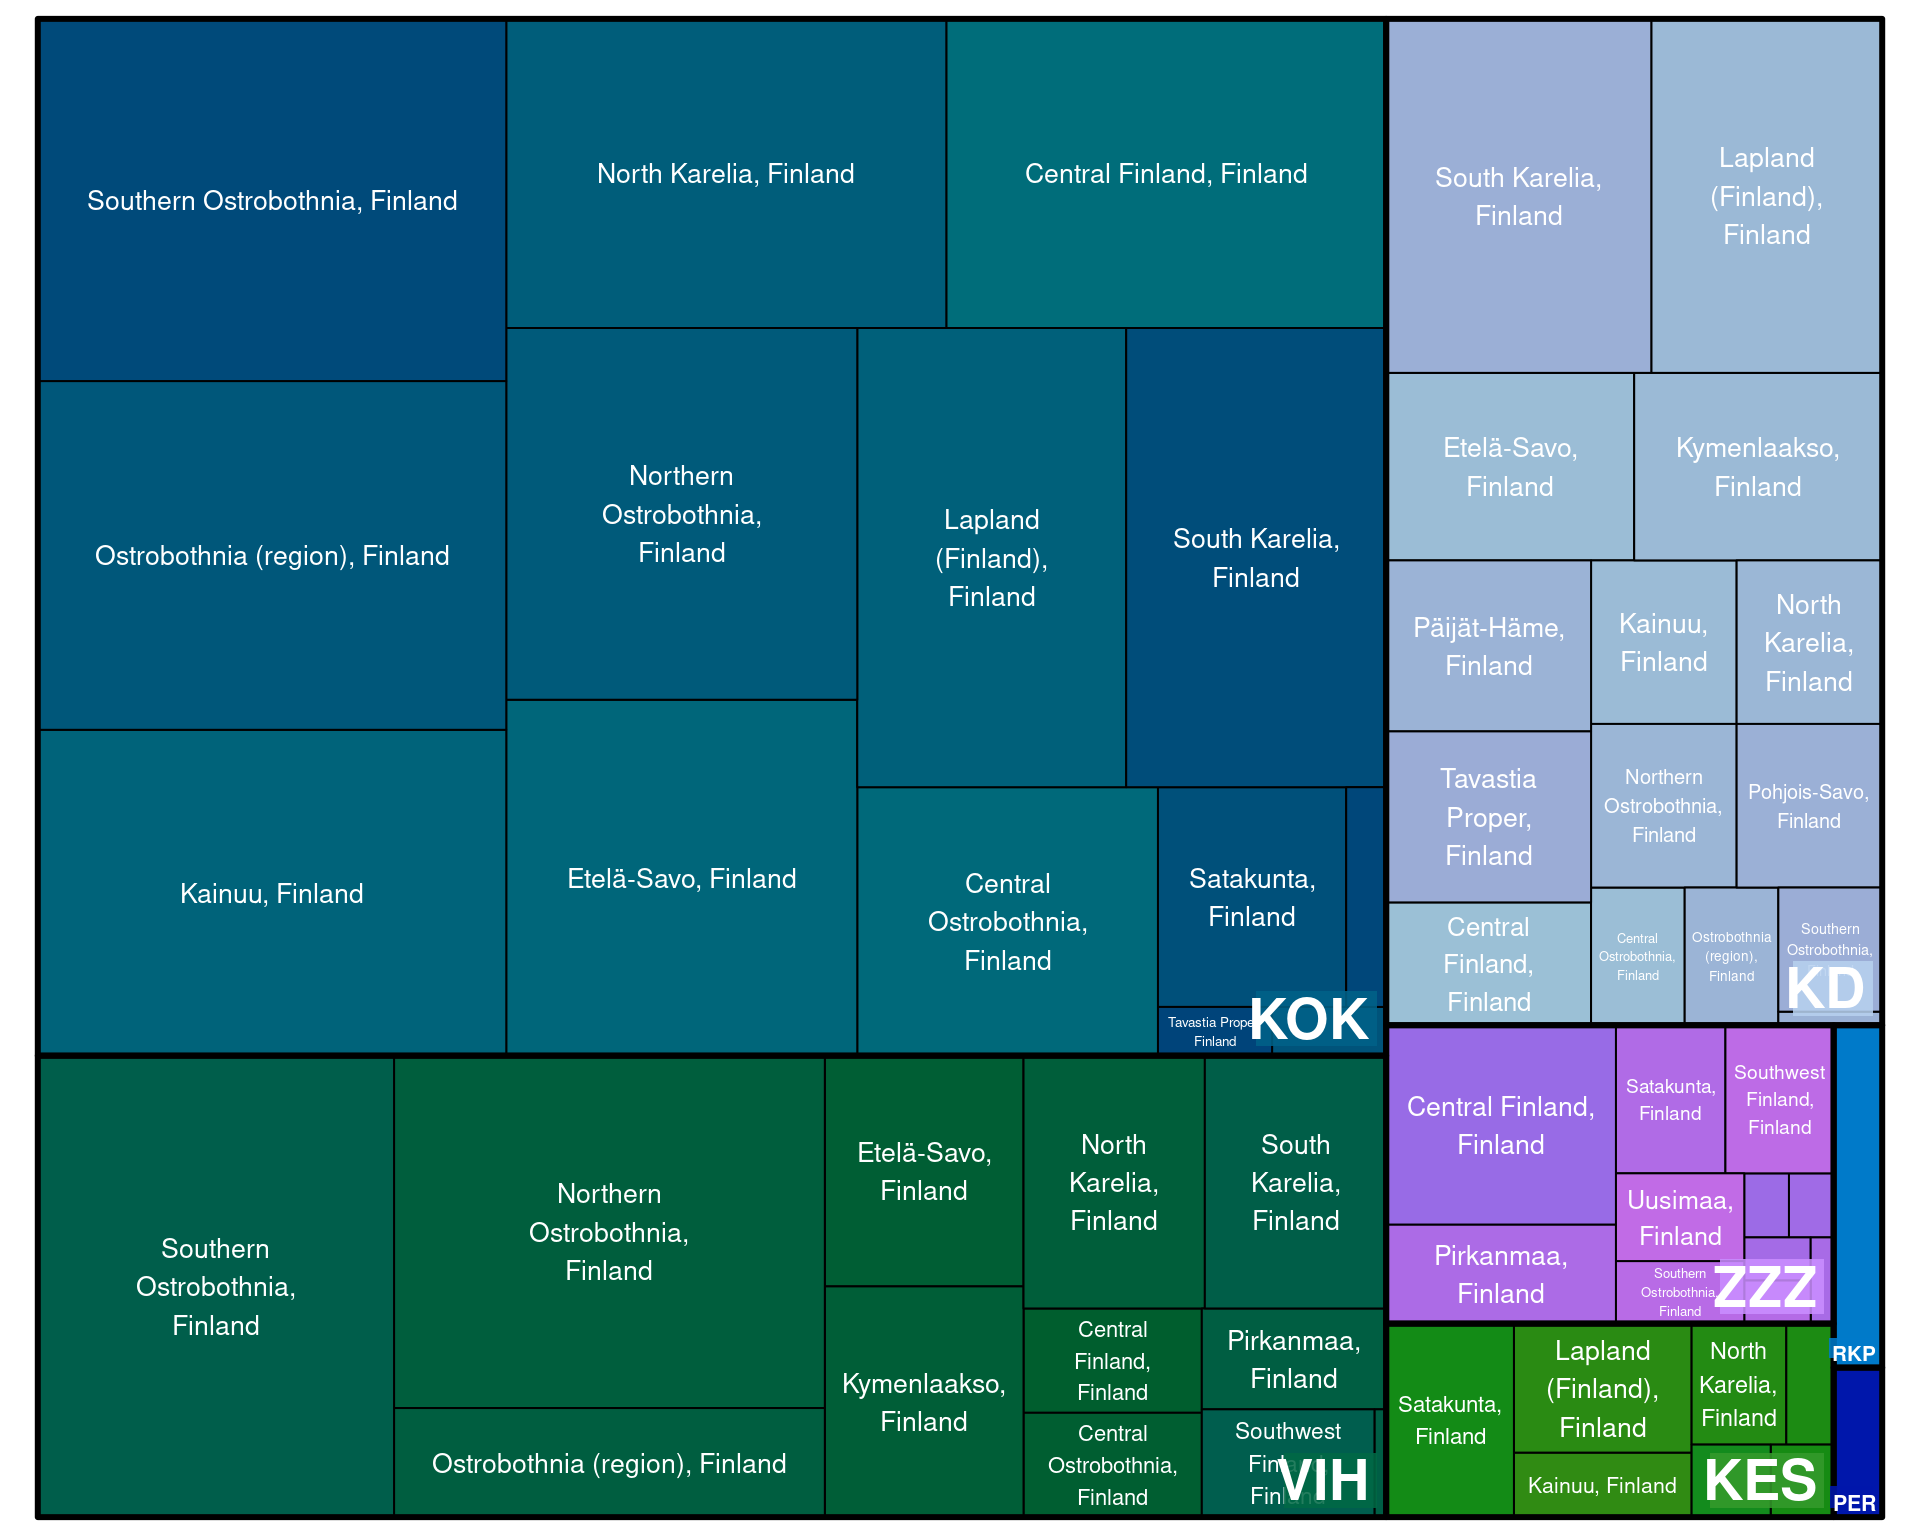 Southern Ostrobothnia, Finland
North Karelia, Finland
Central Finland, Finland
Ostrobothnia (region), Finland
Northern
Ostrobothnia,
Finland
Lapland
(Finland),
Finland
South Karelia,
Finland
Kainuu, Finland
Etelä-Savo, Finland
Central
Ostrobothnia,
Finland
Satakunta,
Finland
Tavastia
Finland
KOK
South Karelia,
Finland
Lapland
(Finland),
Finland
Etelä-Savo,
Finland
Kymenlaakso,
Finland
Päijät-Häme,
Finland
Kainuu,
Finland
North
Karelia,
Finland
Tavastia
Proper,
Finland
Northern
Ostrobothnia,
Finland
Pohjois-Savo,
Finland
Central
Finland,
Finland
Central
Ostrobothnia,
Finland
Ostrobothnia
(region),
Finland
Southern
Ostrobothnia,
KD
Southern
Ostrobothnia,
Finland
Northern
Ostrobothnia,
Finland
Ostrobothnia (region), Finland
Etelä-Savo,
Finland
Kymenlaakso,
Finland
North
Karelia,
Finland
South
Karelia,
Finland
Central
Finland,
Finland
Pirkanmaa,
Finland
Central
Ostrobothnia,
Finland
Southwest
VIH
Central Finland,
Finland
Satakunta,
Finland
Southwest
Finland,
Finland
Pirkanmaa,
Finland
Uusimaa,
Finland
Southern
Ostrobothnia,
Finland
ZZZ
Satakunta,
Finland
Lapland
(Finland),
Finland
Kainuu, Finland
North
Karelia,
Finland
KES
RKP
PER